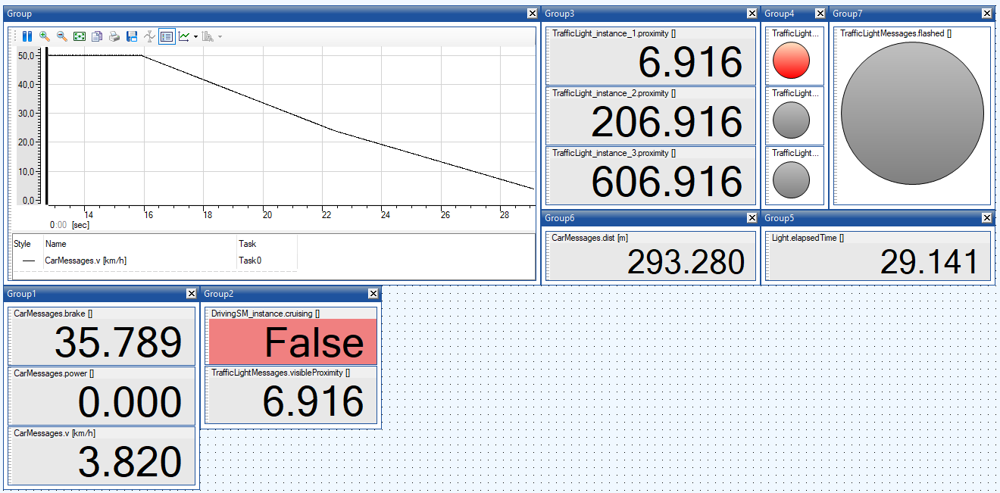 Group
50,0
40,0
30,0
20,0
10,0
0,0
14 16 18 20 22 24 26 28
0:00 [sec]
Style Name Task
CarMessages.v [km/h] Task0
Group3
TrafficLight_instance_1.proximity []
6.916
TrafficLight_instance_2.proximity []
206.916
TrafficLight_instance_3.proximity []
606.916
Group4
TrafficLight...
TrafficLight...
TrafficLight...
Group7
TrafficLightMessages.flashed []
Group6
CarMessages.dist [m]
293.280
Group5
Light.elapsedTime []
29.141
Group1
CarMessages.brake []
35.789
CarMessages.power []
0.000
CarMessages.v [km/h]
3.820
Group2
DrivingSM_instance.cruising []
False
TrafficLightMessages.visibleProximity []
6.916